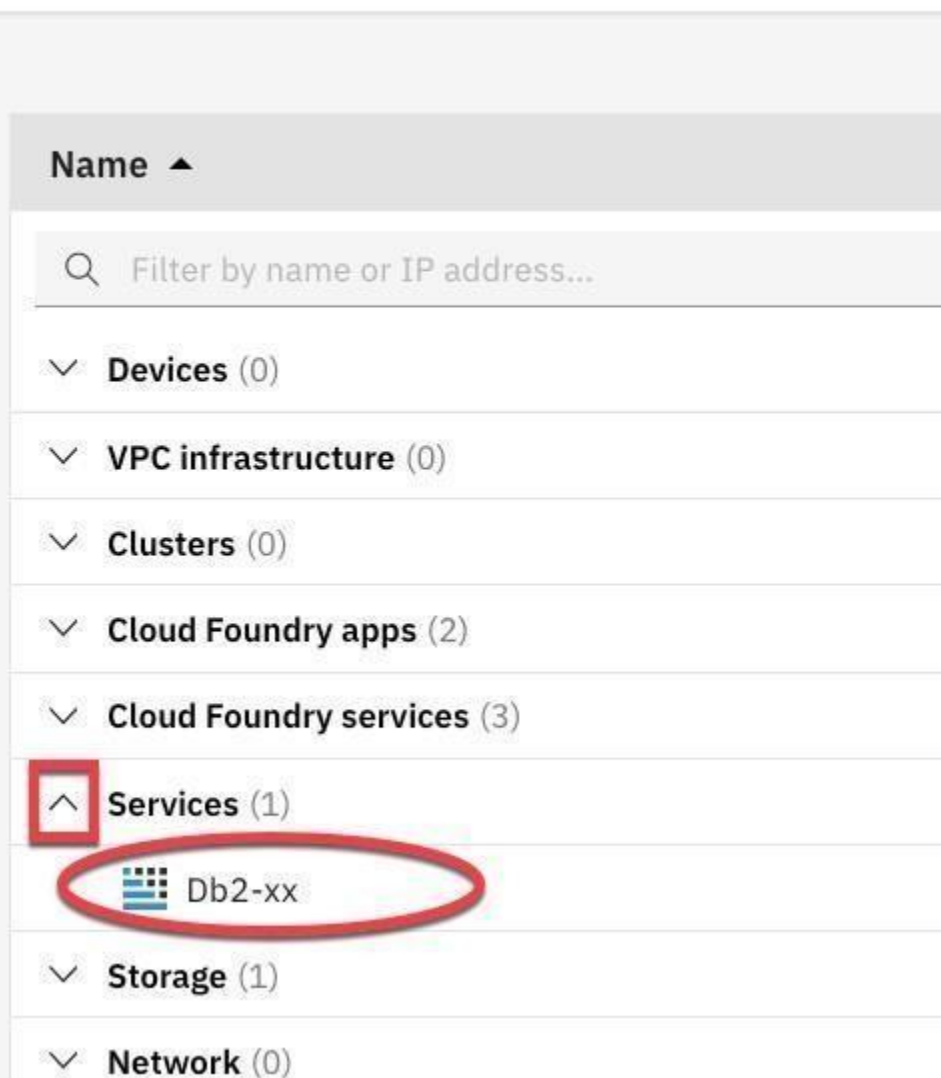 Name
Filter by name or IP address...
Devices (0)
VPC infrastructure (0)
Clusters (0)
Cloud Foundry apps (2)
Cloud Foundry services (3)
Services (1)
Db2-xx
Storage (1)
Network (0)